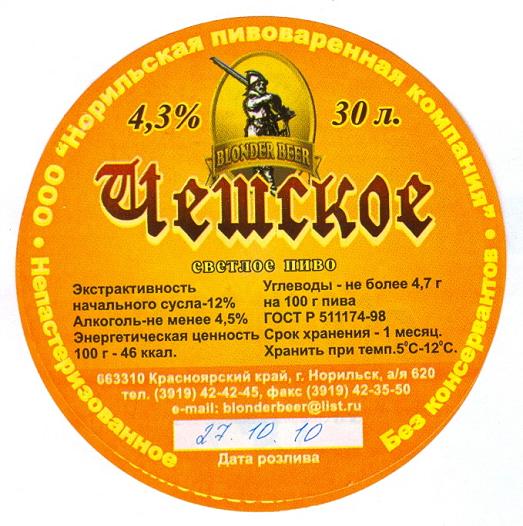 ООО "Норильская пивоваренная компания"
4,3%
30 л.
BLONDER BEER
Чешское
светлое пиво
Экстрактивность
начального сусла-12%
Алкоголь-не менее 4,5%
Энергетическая ценность
100 г - 46 ккал.
Углеводы - не более 4,7 г
на 100 г пива
ГОСТ Р 511174-98
Срок хранения - 1 месяц.
Хранить при темп.5°С-12°С.
663310 Красноярский край, г. Норильск, а/я 620
тел. (3919) 42-42-45, факс (3919) 42-35-50
e-mail: blonderbeer@list.ru
27.10.10
Дата розлива
Непастеризованное
Без консервантов